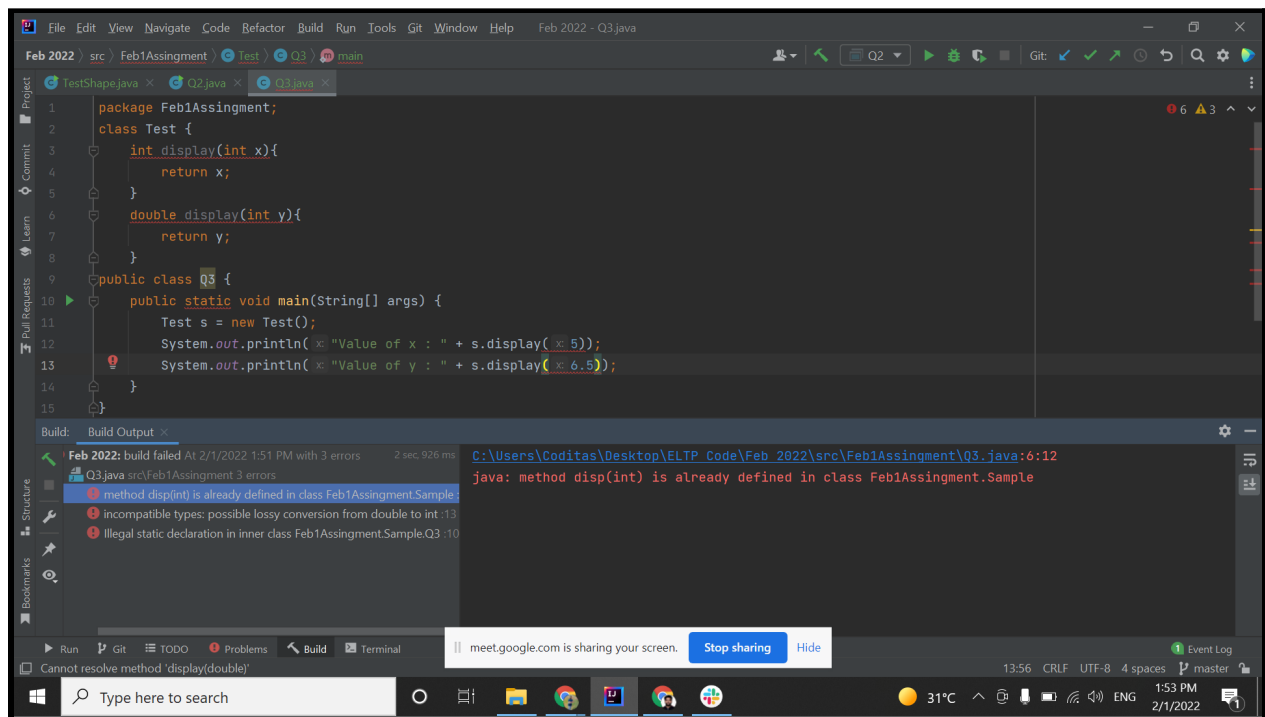 File Edit View Navigate Code Refactor Build Run Tools Git Window Help Feb 2022 - Q3.java
Feb 2022 src Feb1Assingment Test Q3 main Q2 Git:
TestShape.java Q2.java Q3.java
Project
Commit
Learn
Pull Requests
Structure
Bookmarks
1 package Feb1Assingment; 6 3
2 class Test {
3 int display(int x){
4 return x;
5 }
6 double display(int y){
7 return y;
8 }
9 public class Q3 {
10 public static void main(String[] args) {
11 Test s = new Test();
12 System.out.println( x: "Value of x : " + s.display( x: 5));
13 System.out.println( x: "Value of y : " + s.display( x: 6.5));
14 }
15 }
Build: Build Output
Feb 2022: build failed At 2/1/2022 1:51 PM with 3 errors 2 sec, 926 ms
Q3.java src\Feb1Assingment 3 errors
method disp(int) is already defined in class Feb1Assingment.Sample :
incompatible types: possible lossy conversion from double to int :13
Illegal static declaration in inner class Feb1Assingment.Sample.Q3 :10
C:\Users\Coditas\Desktop\ELTP Code\Feb 2022\src\Feb1Assingment\Q3.java:6:12
java: method disp(int) is already defined in class Feb1Assingment.Sample
meet.google.com is sharing your screen. Stop sharing Hide
Run Git TODO Problems Build Terminal 1 Event Log
Cannot resolve method 'display(double)' 13:56 CRLF UTF-8 4 spaces master
Type here to search 31°C ENG 1:53 PM
2/1/2022 1